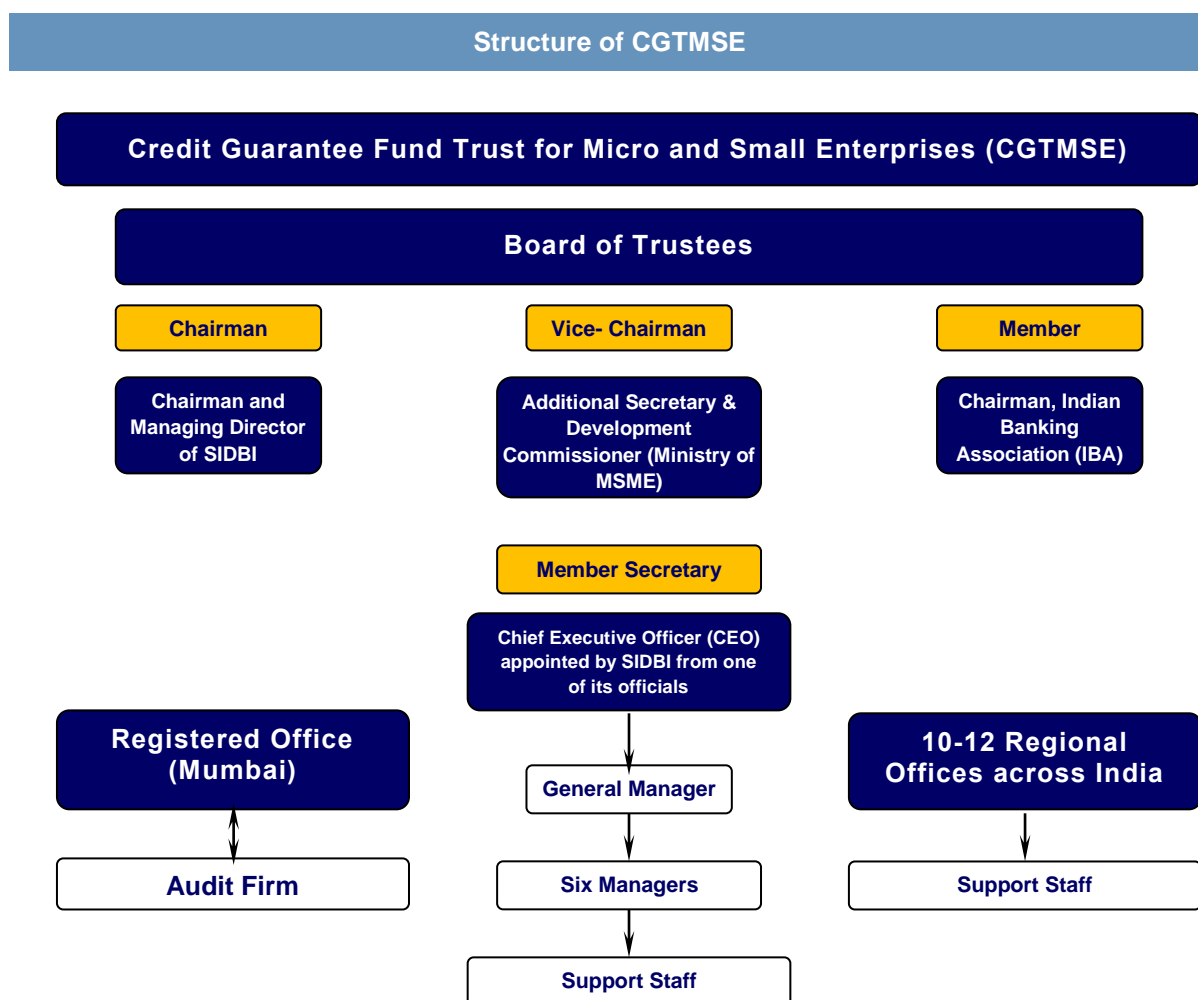 Structure of CGTMSE
Credit Guarantee Fund Trust for Micro and Small Enterprises (CGTMSE)
Board of Trustees
Chairman
Vice- Chairman
Member
Chairman and
Managing Director
of SIDBI
Additional Secretary &
Development
Commissioner (Ministry of
MSME)
Chairman, Indian
Banking
Association (IBA)
Member Secretary
Chief Executive Officer (CEO)
appointed by SIDBI from one
of its officials
Registered Office
(Mumbai)
10-12 Regional
Offices across India
General Manager
Audit Firm
Six Managers
Support Staff
Support Staff